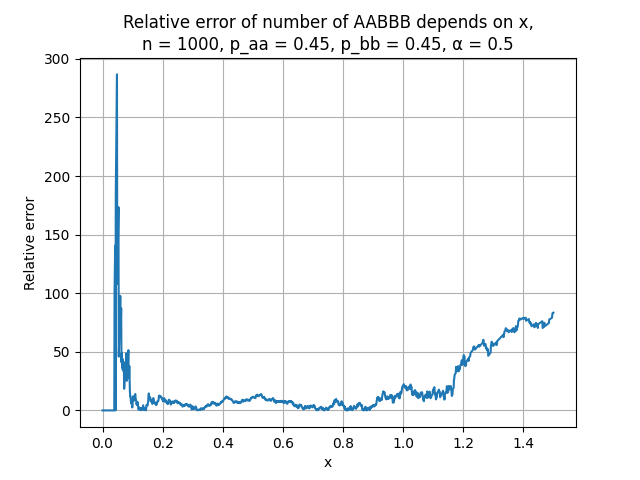 Relative error of number of AABBB depends on x,
n = 1000, p_aa = 0.45, p_bb = 0.45, α = 0.5
300
250
200
150
100
50
0
Relative error
0.0 0.2 0.4 0.6 0.8 1.0 1.2 1.4
x